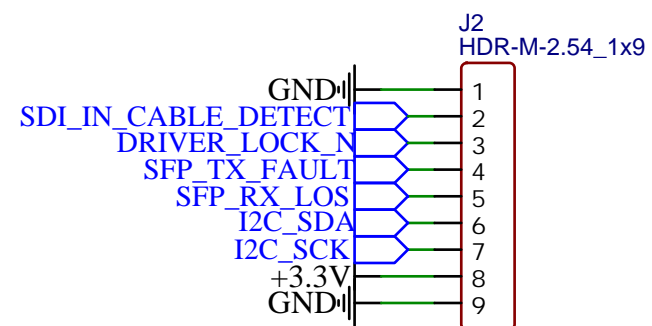 J2
HDR-M-2.54_1x9
GND 1
SDI_IN_CABLE_DETECT 2
DRIVER_LOCK_N 3
SFP_TX_FAULT 4
SFP_RX_LOS 5
I2C_SDA 6
I2C_SCK 7
+3.3V 8
GND 9